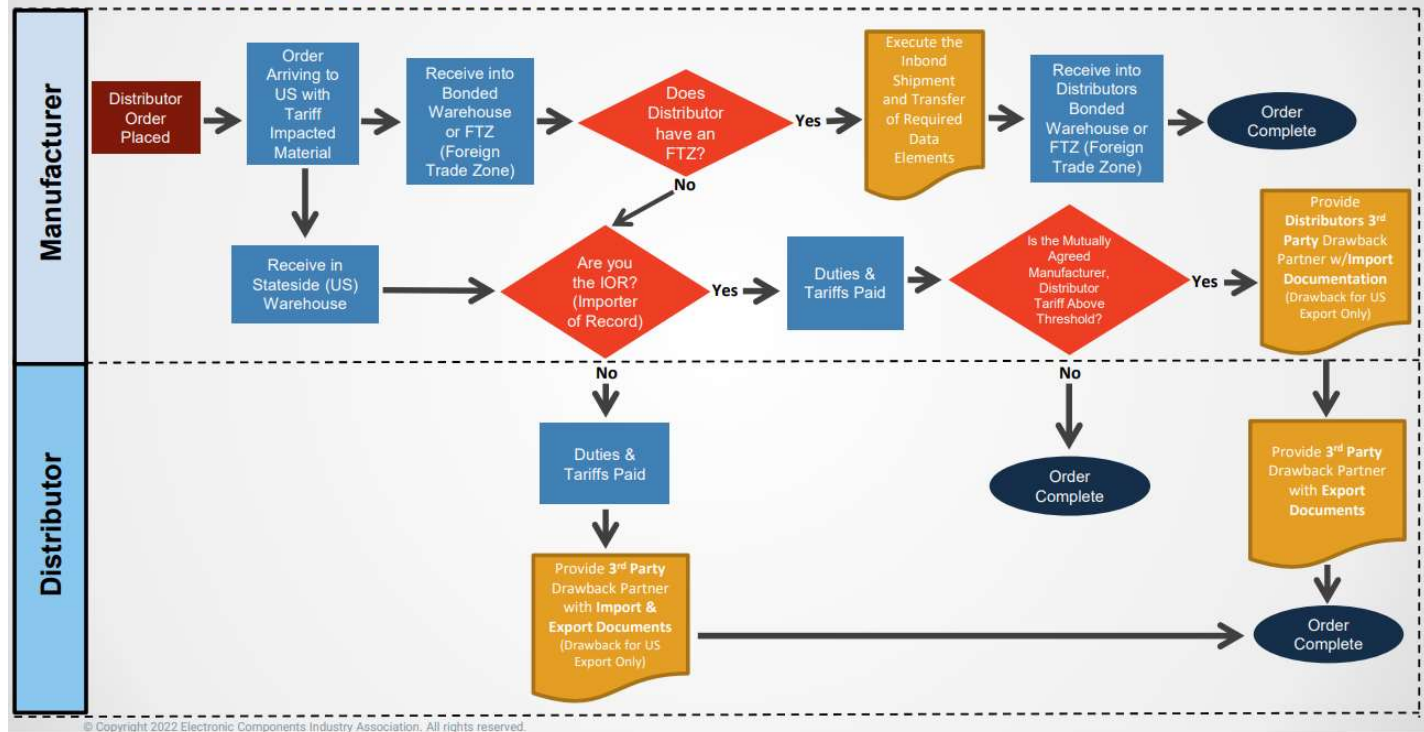 Manufacturer
Distributor
Order
Placed
Order
Arriving to
US with
Tariff
Impacted
Material
Receive into
Bonded
Warehouse
or FTZ
(Foreign
Trade Zone)
Does
Distributor
have an
FTZ?
Yes
Execute the
Inbond
Shipment
and Transfer
of Required
Data
Elements
Receive into
Distributors
Bonded
Warehouse or
FTZ (Foreign
Trade Zone)
Order
Complete
No
Receive in
Stateside (US)
Warehouse
Are you
the IOR?
(Importer
of Record)
Yes
Duties &
Tariffs Paid
Is the Mutually
Agreed
Manufacturer,
Distributor
Tariff Above
Threshold?
Yes
Provide
Distributors 3rd
Party Drawback
Partner w/Import
Documentation
(Drawback for US
Export Only)
Distributor
No
Duties &
Tariffs Paid
Provide 3rd Party
Drawback Partner
with Import &
Export Documents
(Drawback for US
Export Only)
No
Order
Complete
Provide 3rd Party
Drawback Partner
with Export
Documents
Order
Complete
© Copyright 2022 Electronic Components Industry Association. All rights reserved.